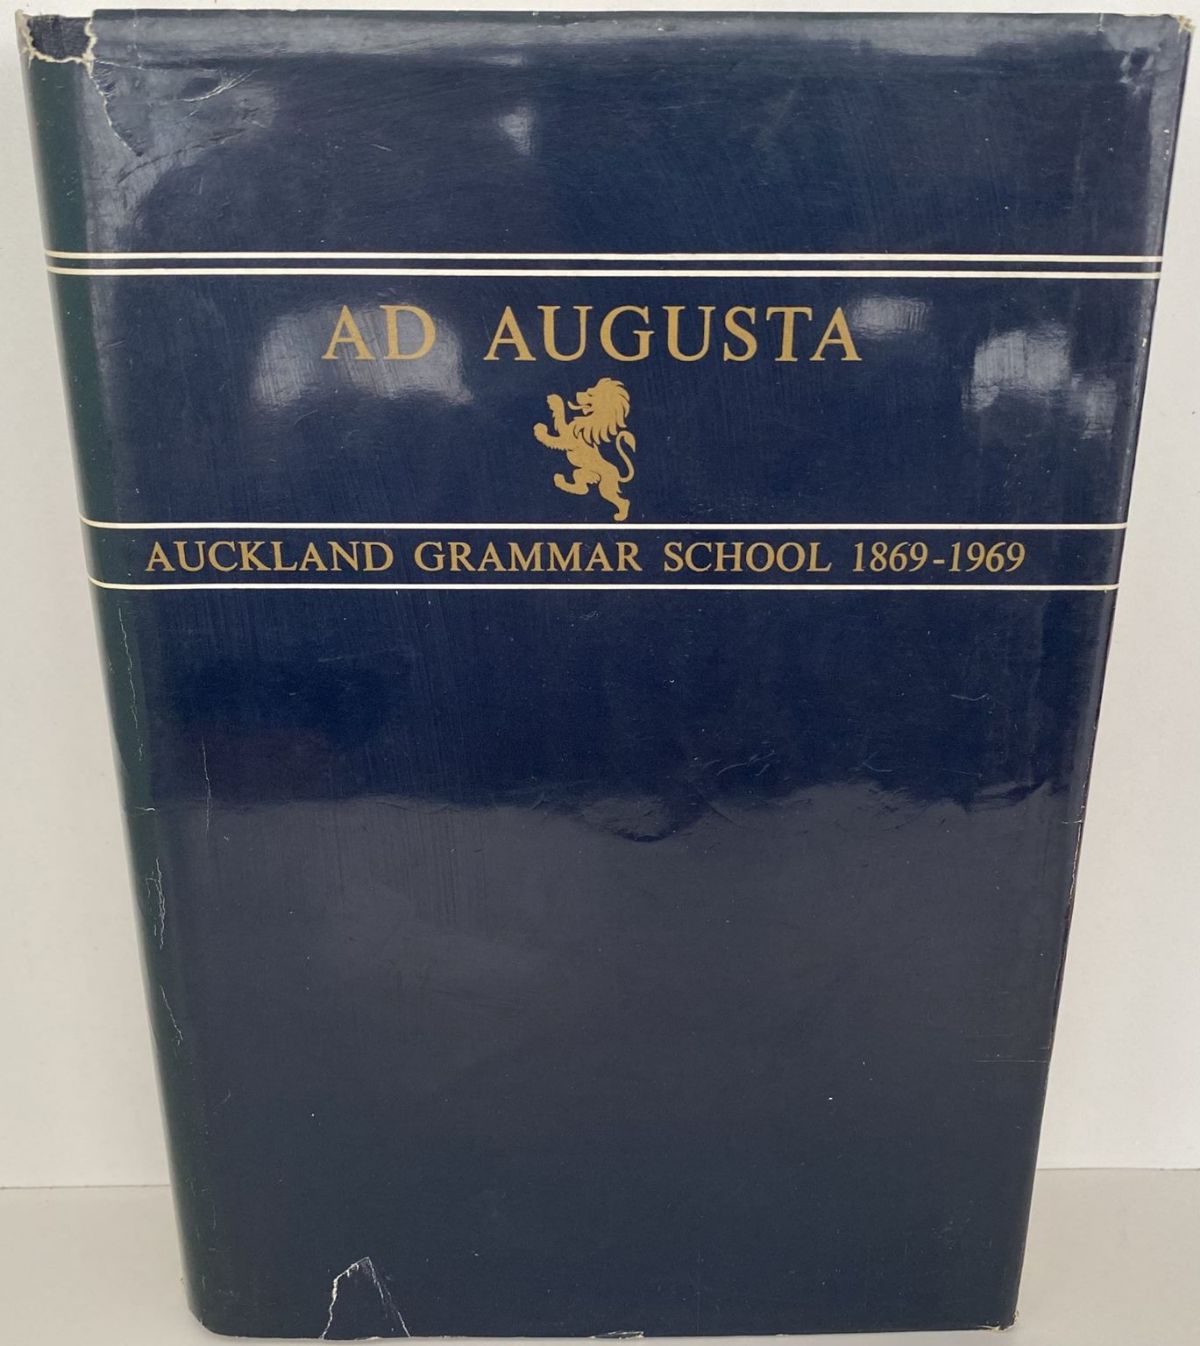 AD AUGUSTA
AUCKLAND GRAMMAR SCHOOL 1869-1969